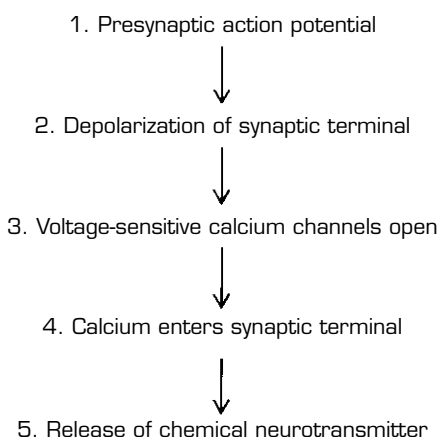 1. Presynaptic action potential
2. Depolarization of synaptic terminal
3. Voltage-sensitive calcium channels open
4. Calcium enters synaptic terminal
5. Release of chemical neurotransmitter